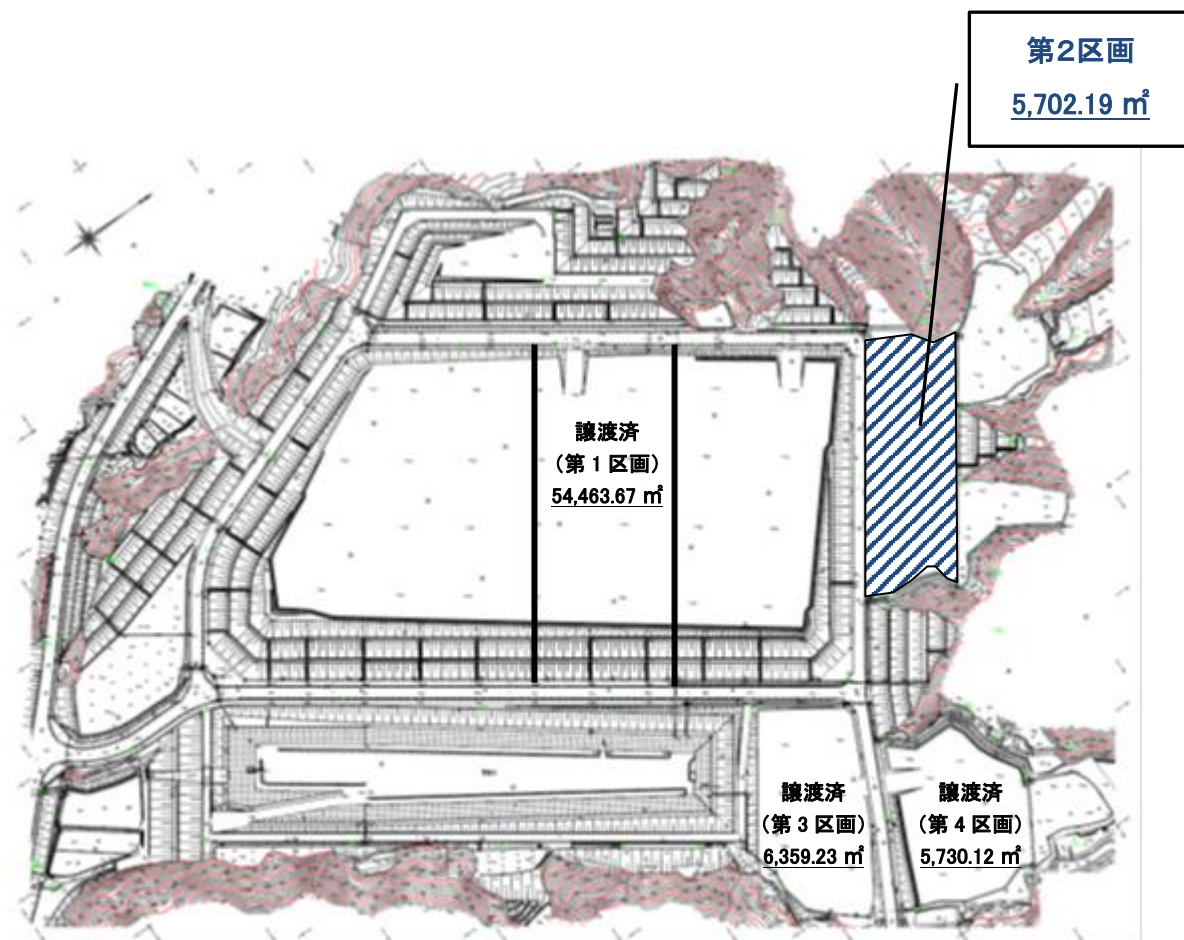 第2区画
5,702.19 ㎡
譲渡済
（第 1 区画）
54,463.67 ㎡
譲渡済
（第 3 区画）
6,359.23 ㎡
譲渡済
（第 4 区画）
5,730.12 ㎡